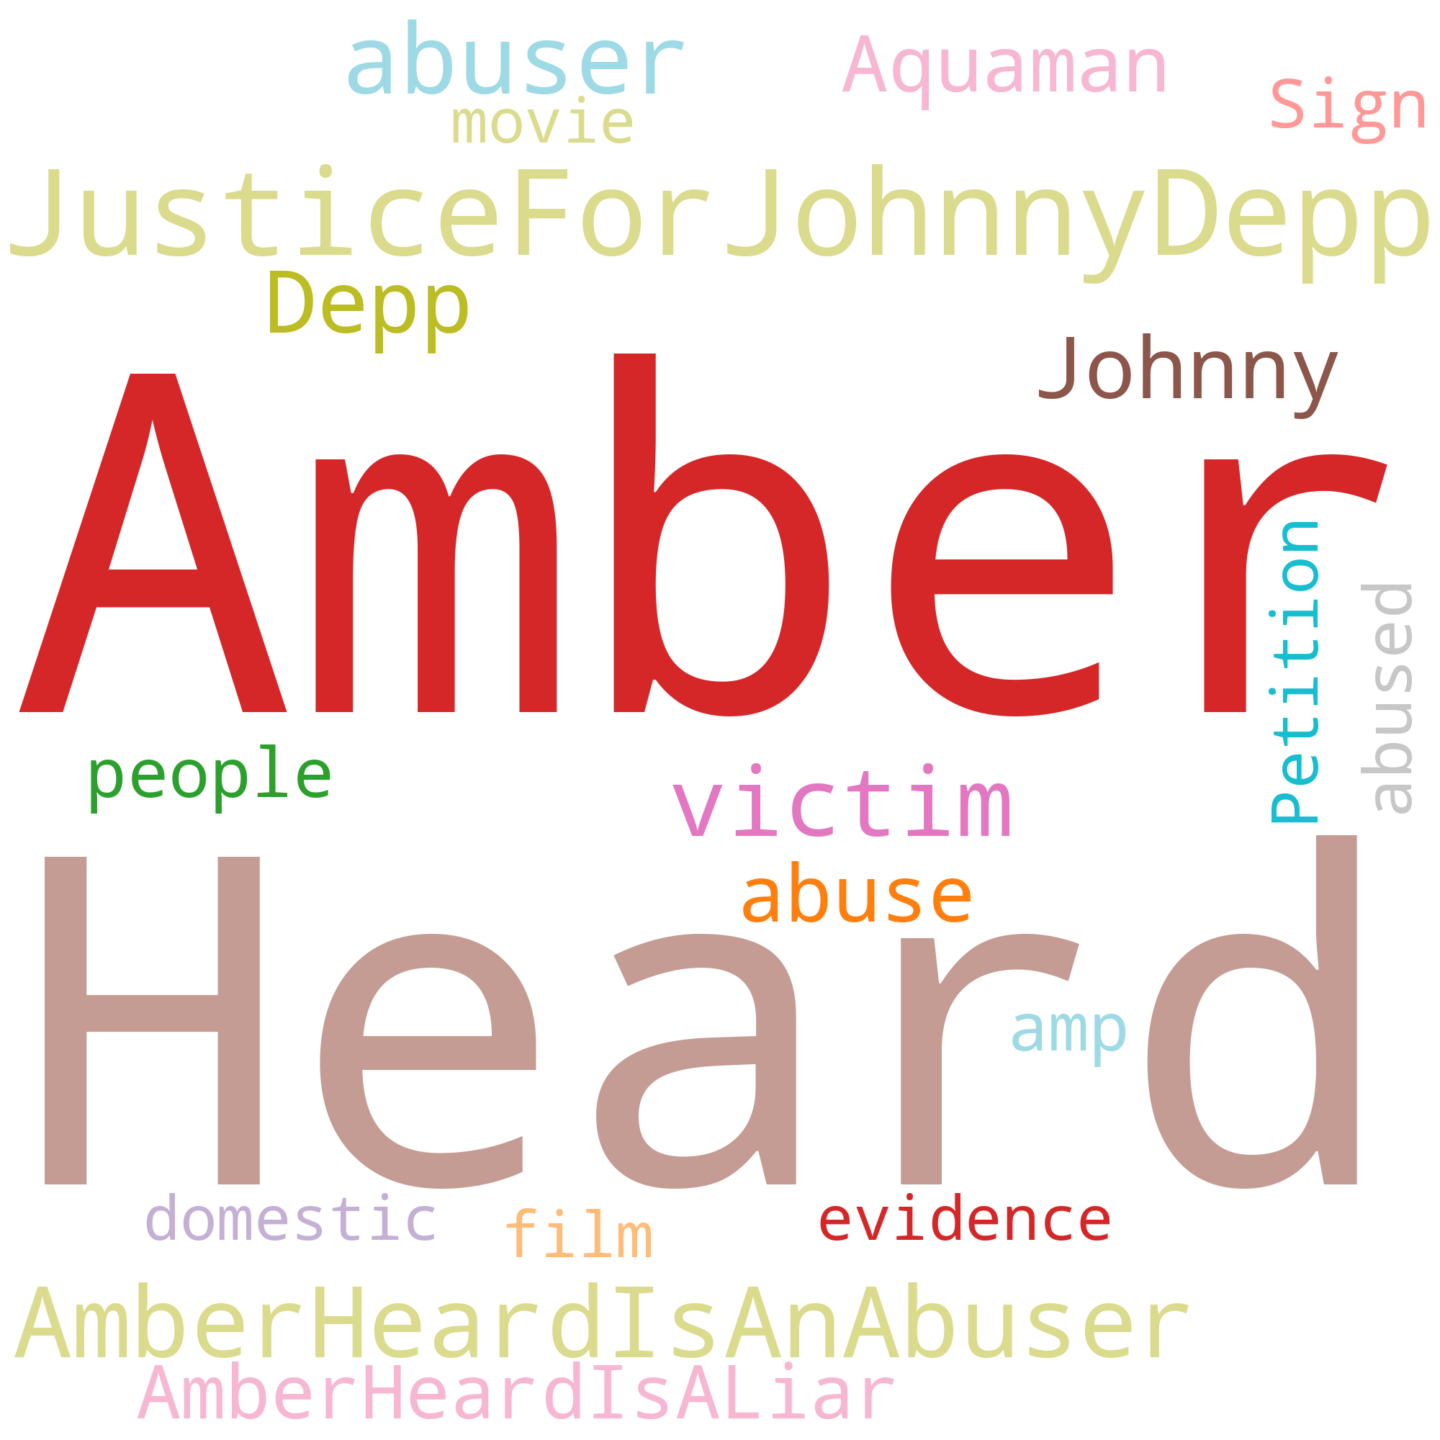 abuser
Aquaman
Sign
movie
JusticeForJohnnyDepp
Depp
Johnny
Amber
Petition
abused
people
victim
abuse
Heard
amp
domestic
film
evidence
AmberHeardIsAnAbuser
AmberHeardIsALiar